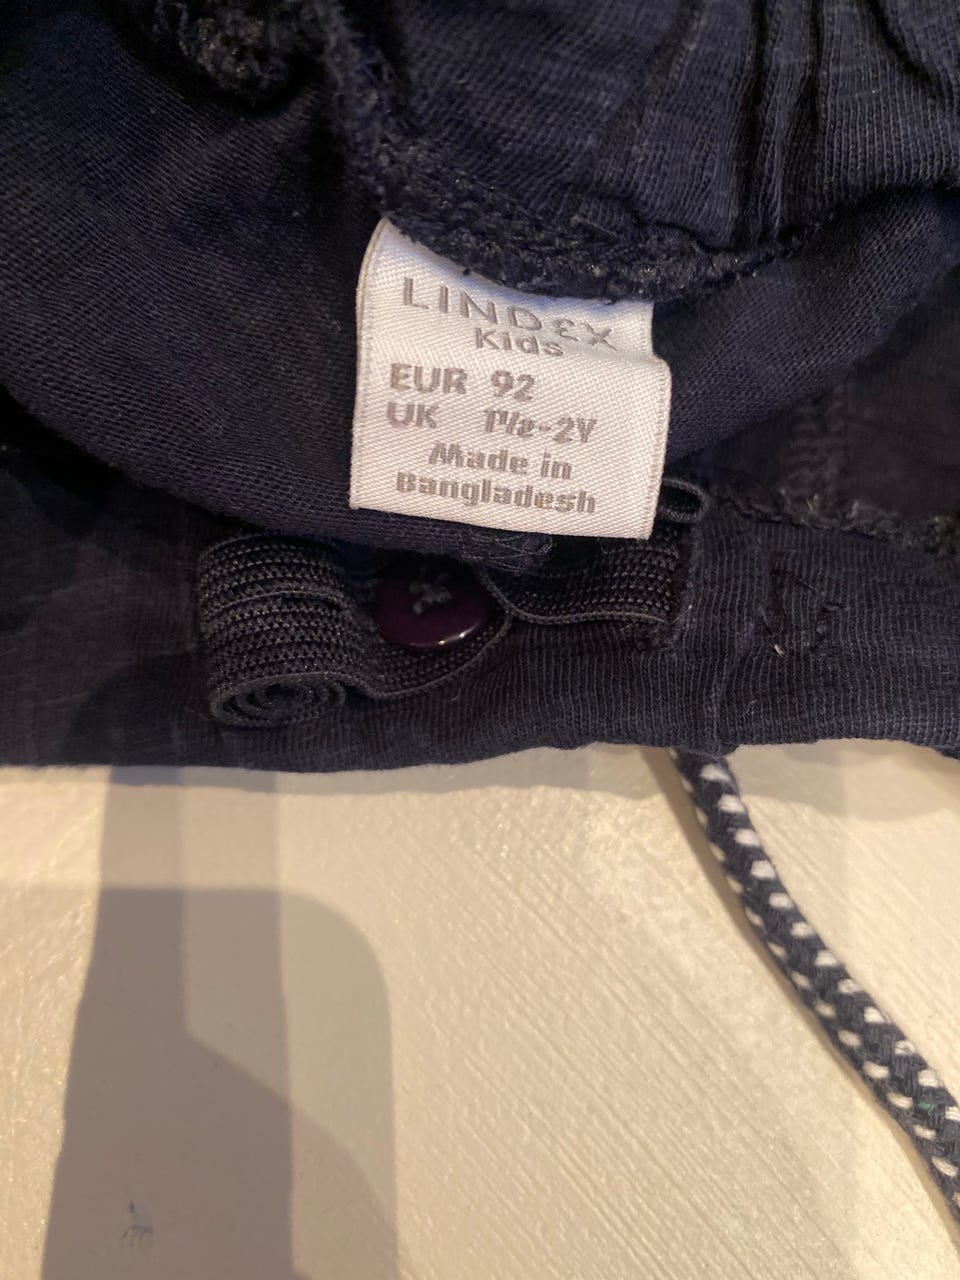 LINDEX
Kids
EUR 92
UK 1½-2Y
Made in
Bangladesh